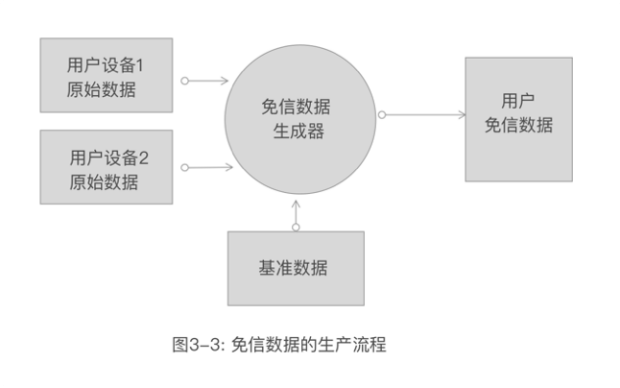 用户设备1
原始数据
免信数据
生成器
用户
免信数据
用户设备2
原始数据
基准数据
图3-3: 免信数据的生产流程